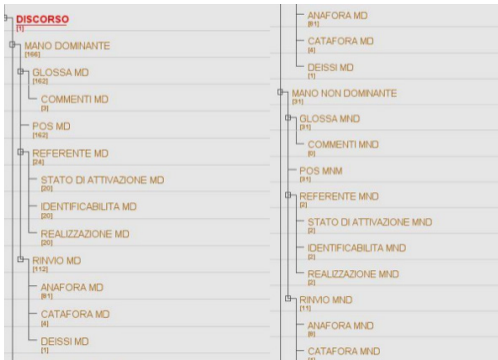 DISCORSO
[1]
MANO DOMINANTE
[166]
GLOSSA MD
[162]
COMMENTI MD
[3]
POS MD
[162]
REFERENTE MD
[24]
STATO DI ATTIVAZIONE MD
[20]
IDENTIFICABILITA MD
[20]
REALIZZAZIONE MD
[20]
RINVIO MD
[112]
ANAFORA MD
[81]
CATAFORA MD
[4]
DEISSI MD
[1]
ANAFORA MD
[81]
CATAFORA MD
[4]
DEISSI MD
[1]
MANO NON DOMINANTE
[31]
GLOSSA MND
[31]
COMMENTI MND
[0]
POS MNM
[31]
REFERENTE MND
[2]
STATO DI ATTIVAZIONE MND
[2]
IDENTIFICABILITA MND
[2]
REALIZZAZIONE MND
[2]
RINVIO MND
[11]
ANAFORA MND
CATAFORA MND